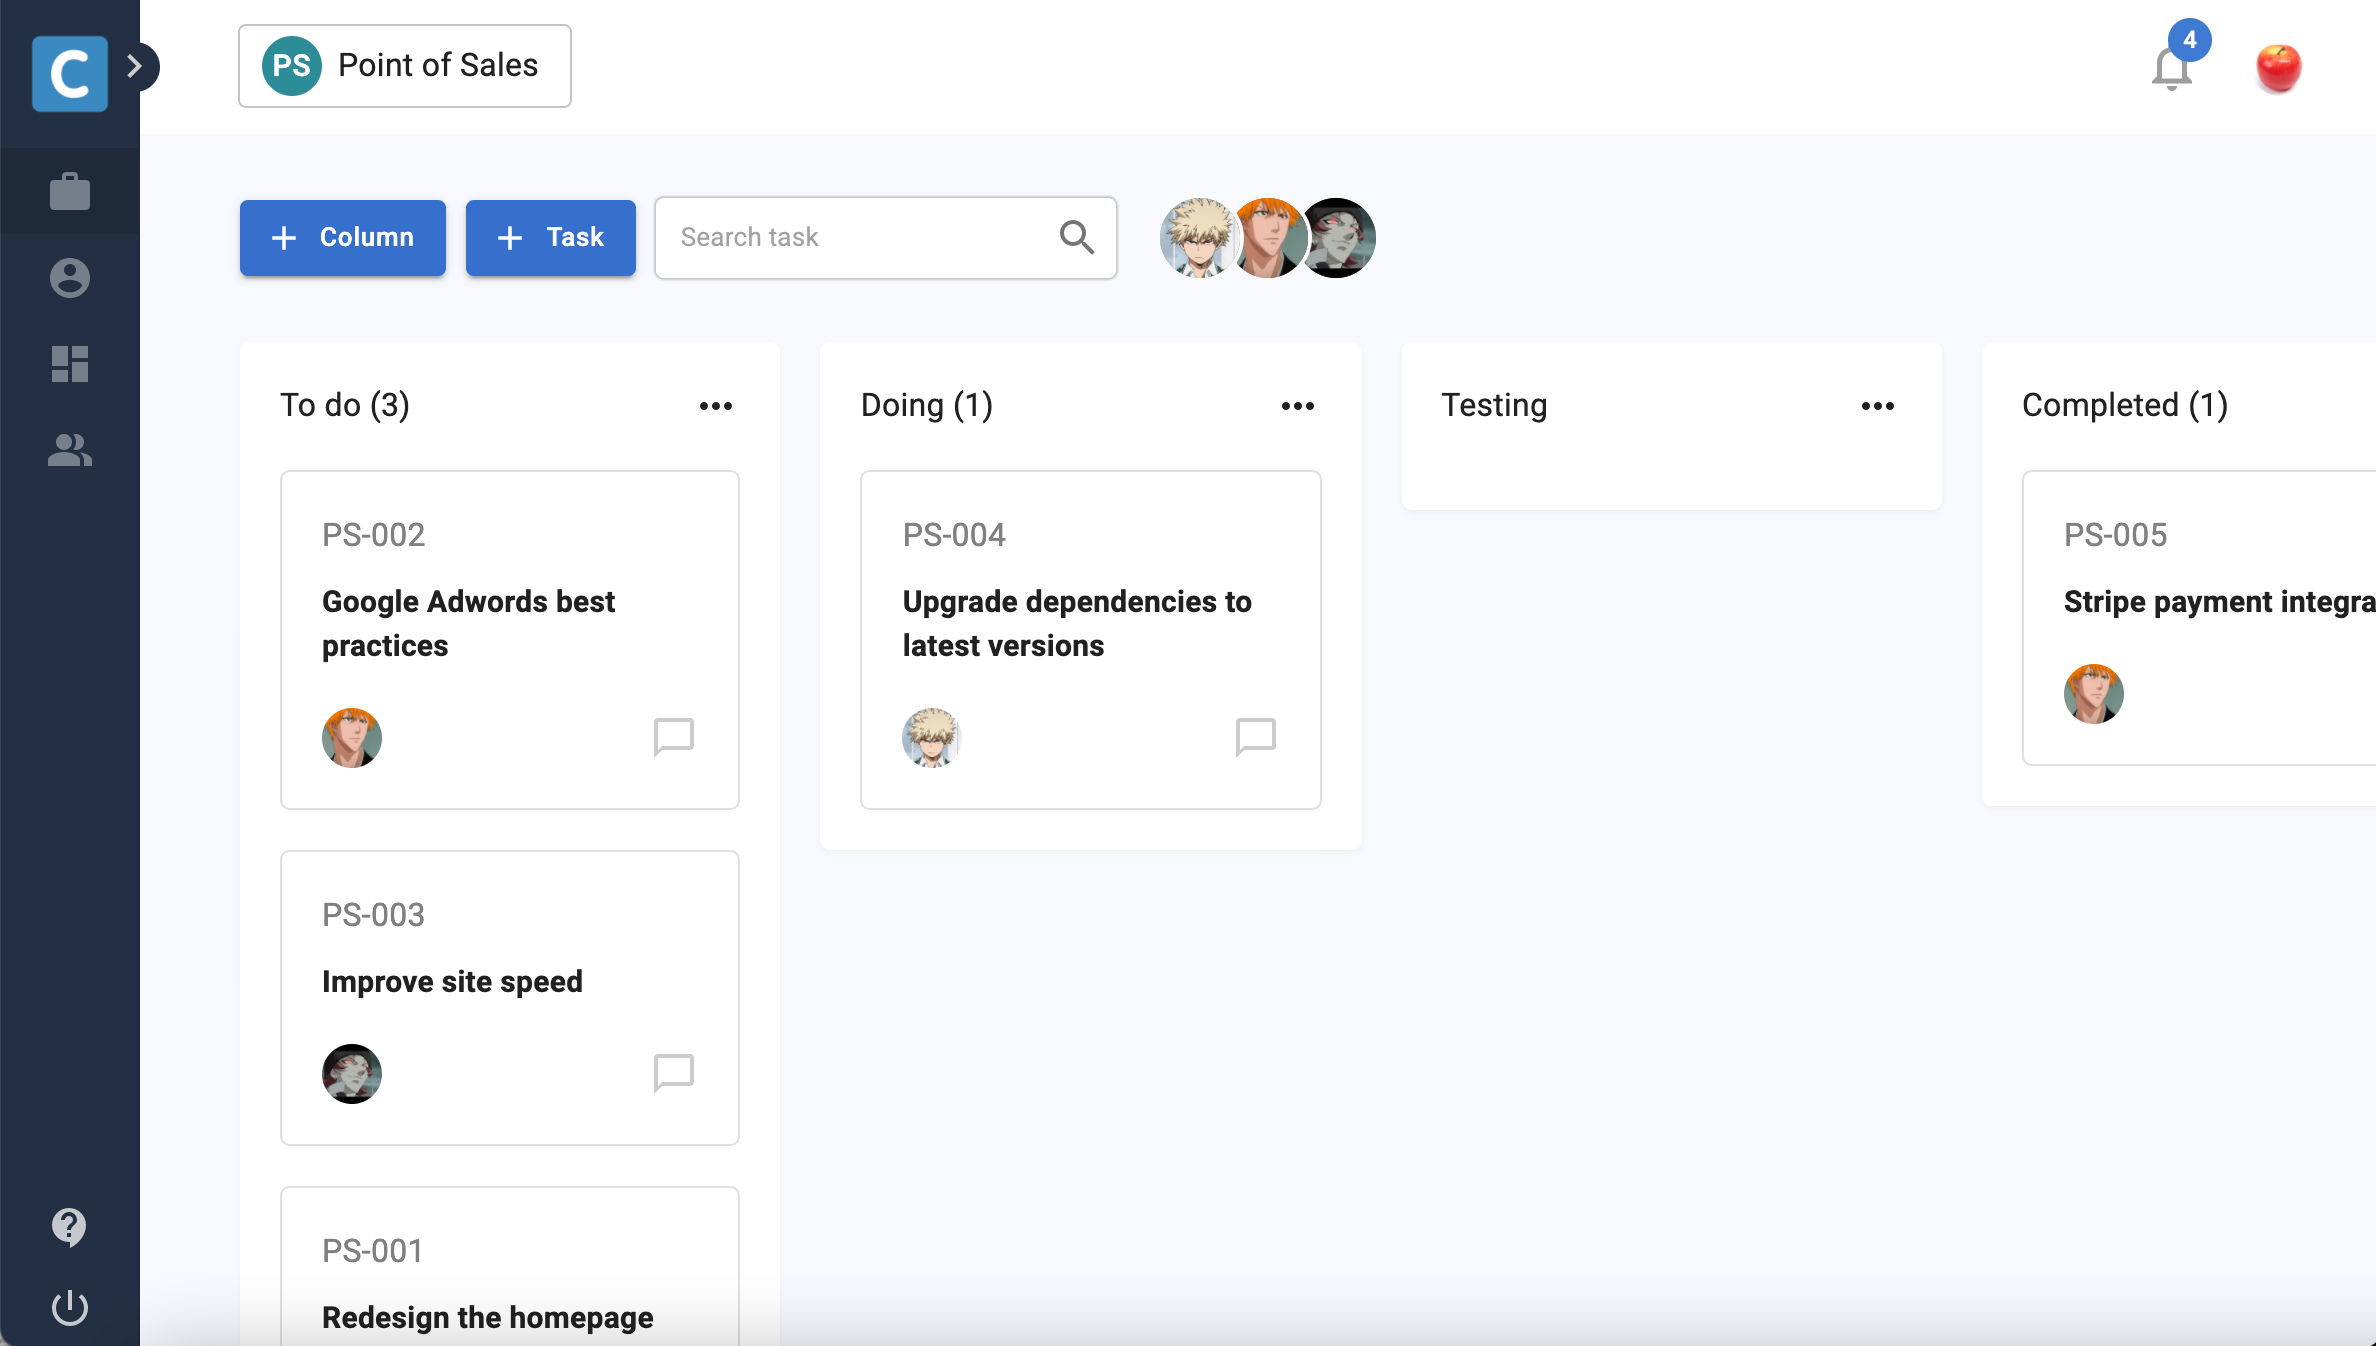 C
PS Point of Sales
4
+ Column
+ Task
Search task
To do (3)
PS-002
Google Adwords best
practices
PS-003
Improve site speed
PS-001
Redesign the homepage
Doing (1)
PS-004
Upgrade dependencies to
latest versions
Testing
Completed (1)
PS-005
Stripe payment integra
?